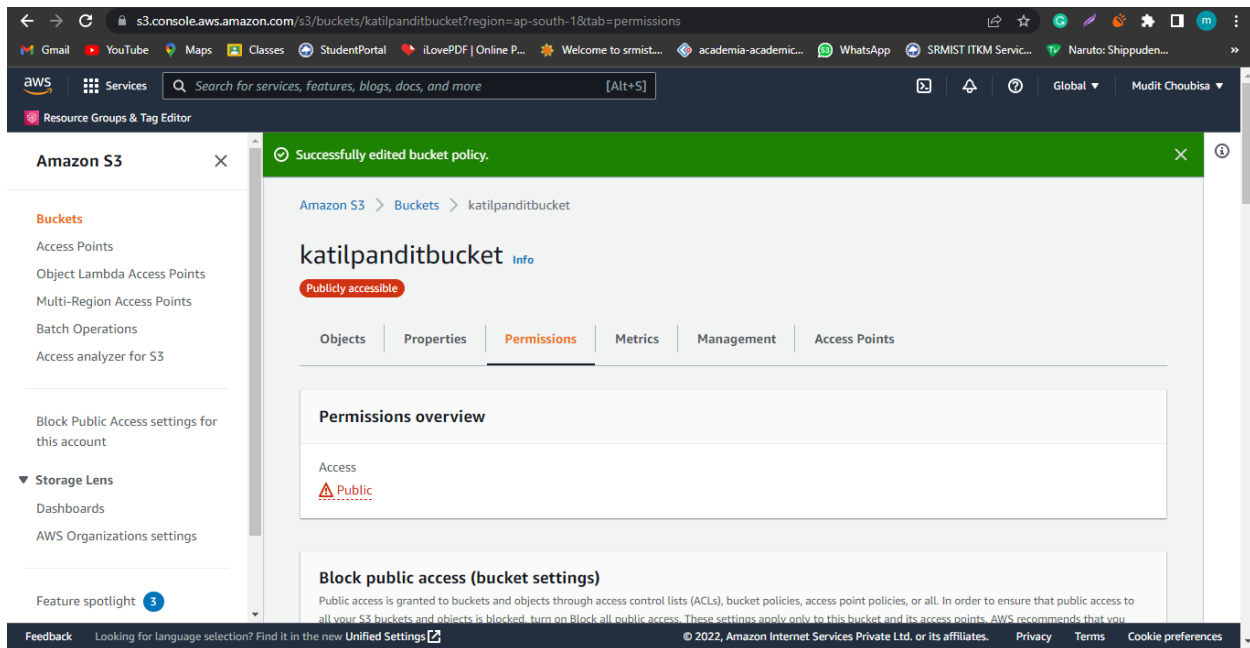 s3.console.aws.amazon.com/s3/buckets/katilpanditbucket?region=ap-south-1&tab=permissions
m
Gmail YouTube Maps Classes StudentPortal iLovePDF | Online P... Welcome to srmist... academia-academic... WhatsApp SRMIST ITKM Servic... Naruto: Shippuden... »
aws Services Search for services, features, blogs, docs, and more [Alt+S] Global Mudit Choubisa
Resource Groups & Tag Editor
Amazon S3
Buckets
Access Points
Object Lambda Access Points
Multi-Region Access Points
Batch Operations
Access analyzer for S3
Block Public Access settings for
this account
Storage Lens
Dashboards
AWS Organizations settings
Feature spotlight 3
Successfully edited bucket policy.
Amazon S3 > Buckets > katilpanditbucket
katilpanditbucket Info
Publicly accessible
Objects Properties Permissions Metrics Management Access Points
Permissions overview
Access
Public
Block public access (bucket settings)
Public access is granted to buckets and objects through access control lists (ACLs), bucket policies, access point policies, or all. In order to ensure that public access to
all your S3 buckets and objects is blocked, turn on Block all public access. These settings apply only to this bucket and its access points. AWS recommends that you
Feedback Looking for language selection? Find it in the new Unified Settings © 2022, Amazon Internet Services Private Ltd. or its affiliates. Privacy Terms Cookie preferences